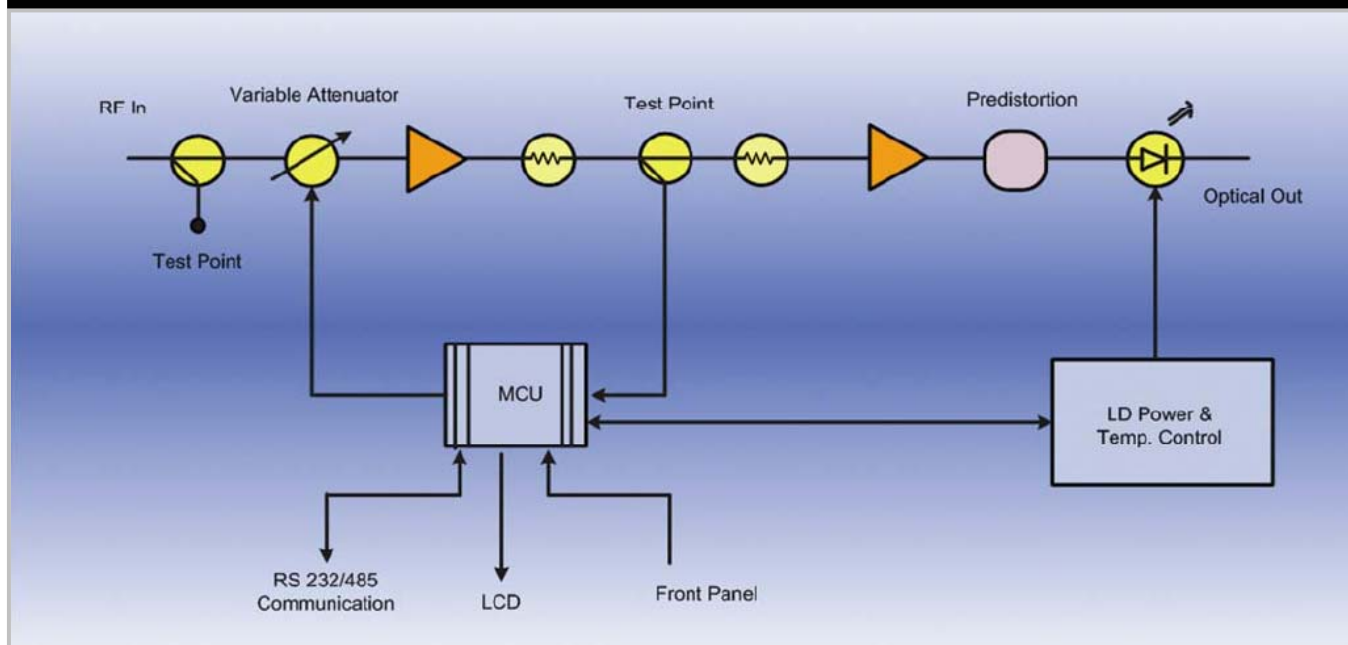 RF In
Variable Attenuator
Test Point
Predistortion
Optical Out
Test Point
MCU
LD Power &
Temp. Control
RS 232/485
Communication
LCD
Front Panel